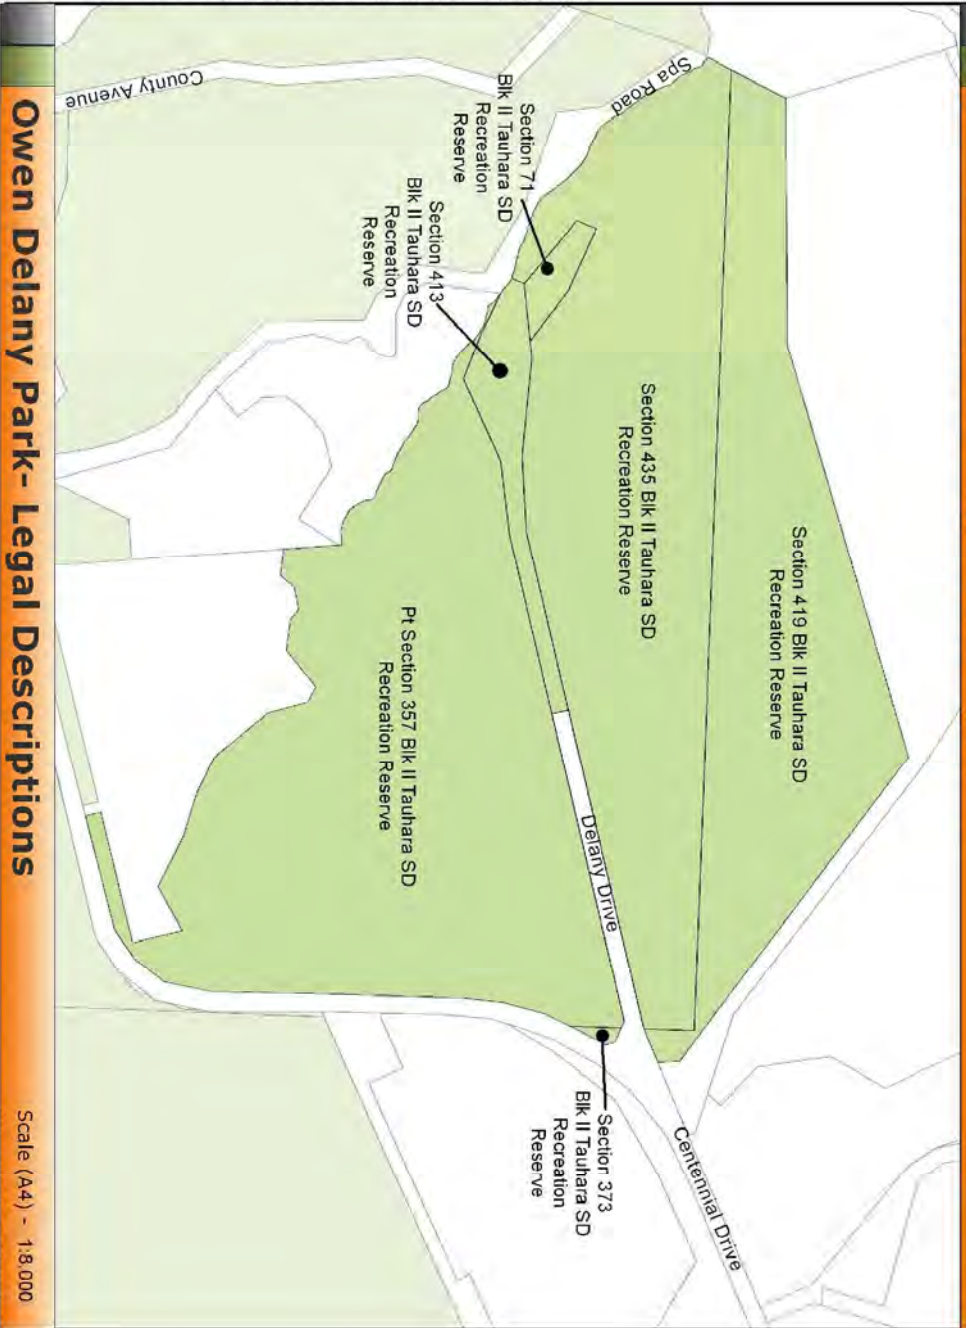 Section 419 Blk II Tauhara SD
Recreation Reserve
Spa Road
Section 435 Blk II Tauhara SD
Recreation Reserve
Section 71
Blk II Tauhara SD
Recreation
Reserve
Section 413
Blk II Tauhara SD
Recreation
Reserve
Delany Drive
Section 373
Blk II Tauhara SD
Recreation
Reserve
Centennial Drive
Pt Section 357 Blk II Tauhara SD
Recreation Reserve
County Avenue
Owen Delany Park- Legal Descriptions
Scale (A4) - 1:8,000